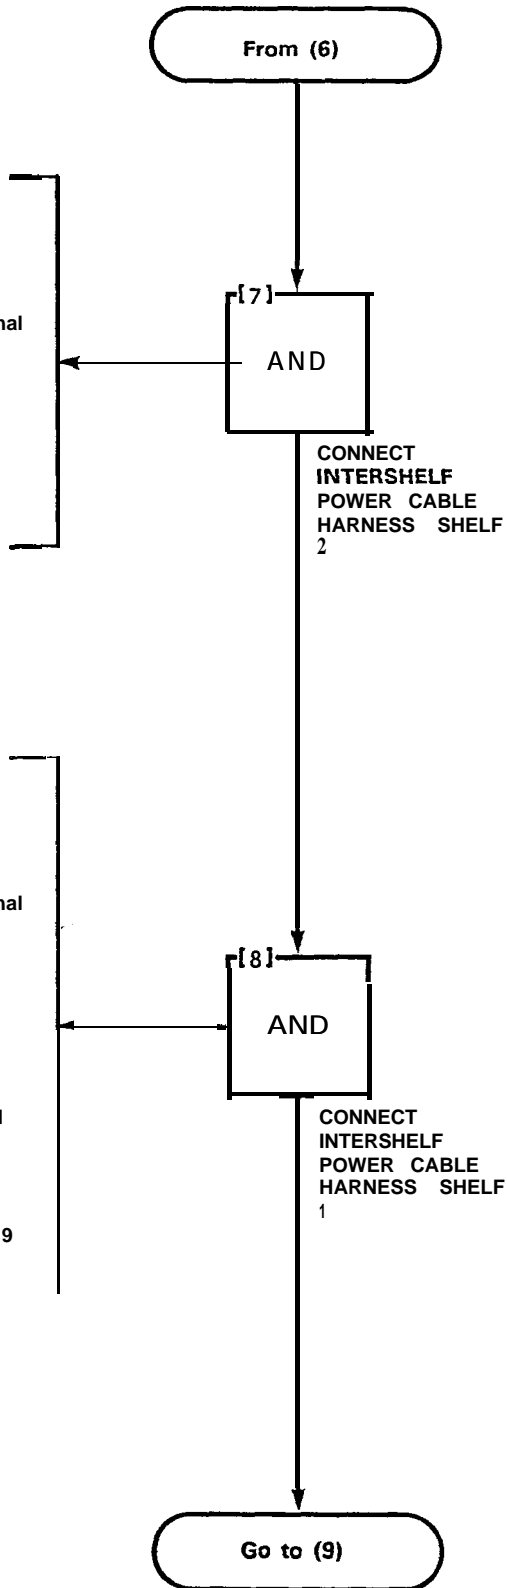 From (6)
[7]
nal
AND
CONNECT
INTERSHELF
POWER CABLE
HARNESS SHELF
2
nal
[8]
AND
CONNECT
INTERSHELF
POWER CABLE
HARNESS SHELF
1
9
Go to (9)